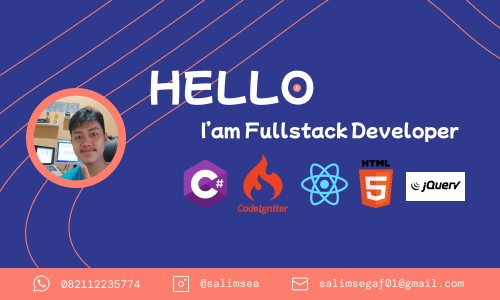 HELLO
I'am Fullstack Developer
C#
CodeIgniter
HTML
5
jQuery
082112235774
@salimsea
salimsegaf01@gmail.com